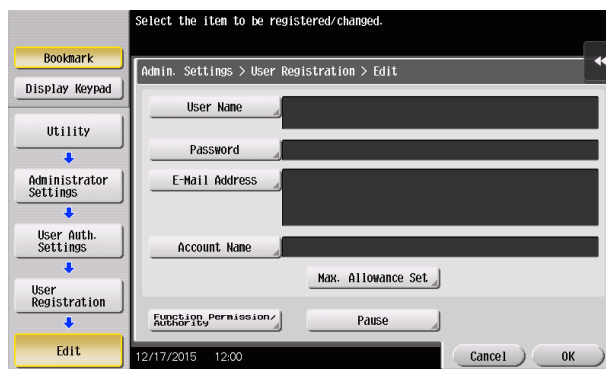 Select the item to be registered/changed.
Bookmark
Display Keypad
Utility
Administrator
Settings
User Auth.
Settings
User
Registration
Edit
Admin. Settings > User Registration > Edit
User Name
Password
E-Mail Address
Account Name
Max. Allowance Set
Function Permission/
Authority
Pause
12/17/2015 12:00
Cancel
OK